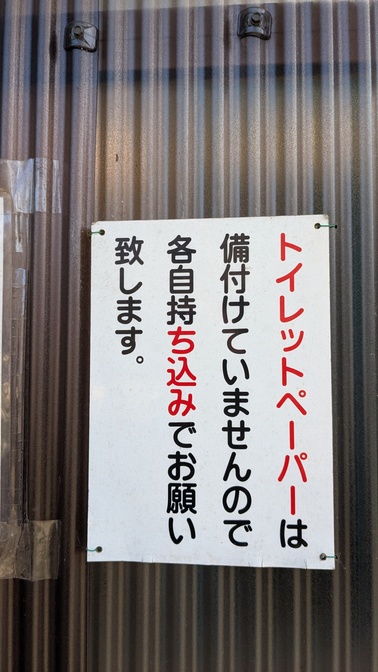 トイレットペーパーは
備付けていませんので
各自持ち込みでお願い
致します。